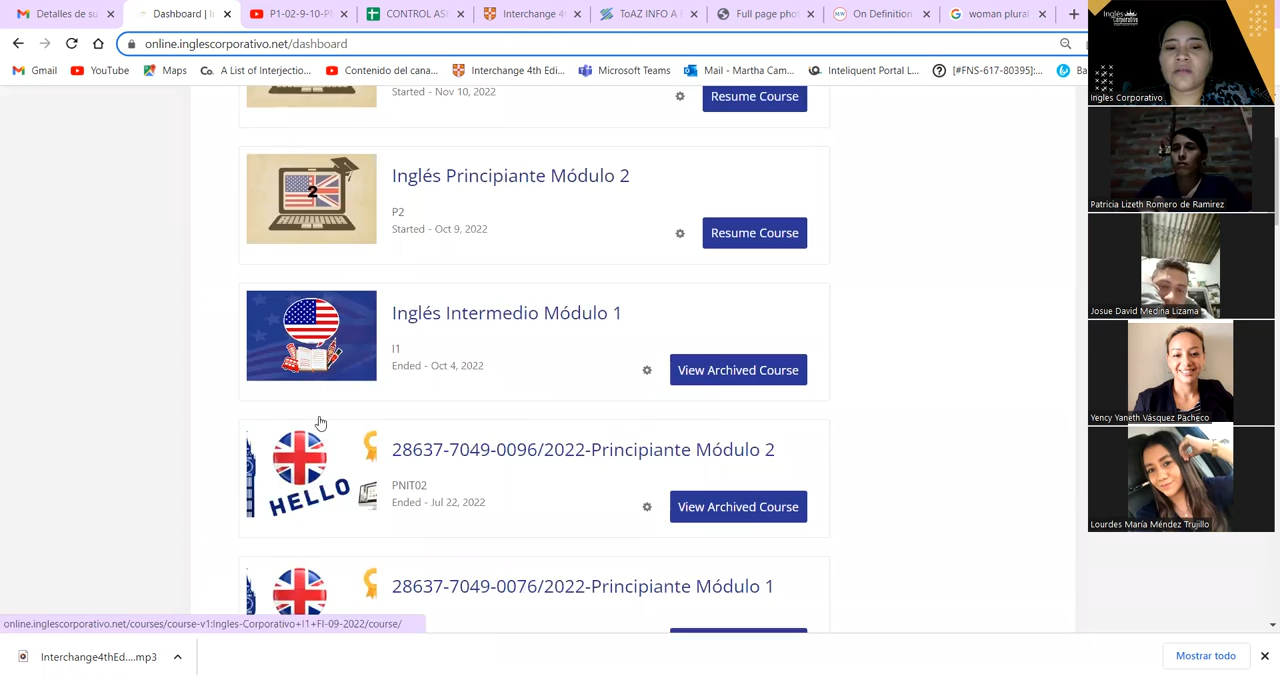 Detalles de su
Dashboard | I
P1-02-9-10-P
CONTROL AS
Interchange 4
ToAZ INFO A
Full page pho
On Definition
woman plural
online.inglescorporativo.net/dashboard
Gmail
YouTube
Maps
A List of Interjectio...
Contenido del cana...
Interchange 4th Edi...
Microsoft Teams
Mail - Martha Cam...
Inteliquent Portal L...
[#FNS-617-80395]:...
Ba
Started - Nov 10, 2022
Resume Course
2
Inglés Principiante Módulo 2
P2
Started - Oct 9, 2022
Resume Course
Inglés Intermedio Módulo 1
I1
Ended - Oct 4, 2022
View Archived Course
HELLO
28637-7049-0096/2022-Principiante Módulo 2
PNIT02
Ended - Jul 22, 2022
View Archived Course
28637-7049-0076/2022-Principiante Módulo 1
online.inglescorporativo.net/courses/course-v1:Ingles-Corporativo+I1+FI-09-2022/course/
Interchange4thEd....mp3
Mostrar todo
Inglés
Corporativo
Ingles Corporativo
Patricia Lizeth Romero de Ramirez
Josue David Medina Lizama
Yency Yaneth Vásquez Pacheco
Lourdes María Méndez Trujillo